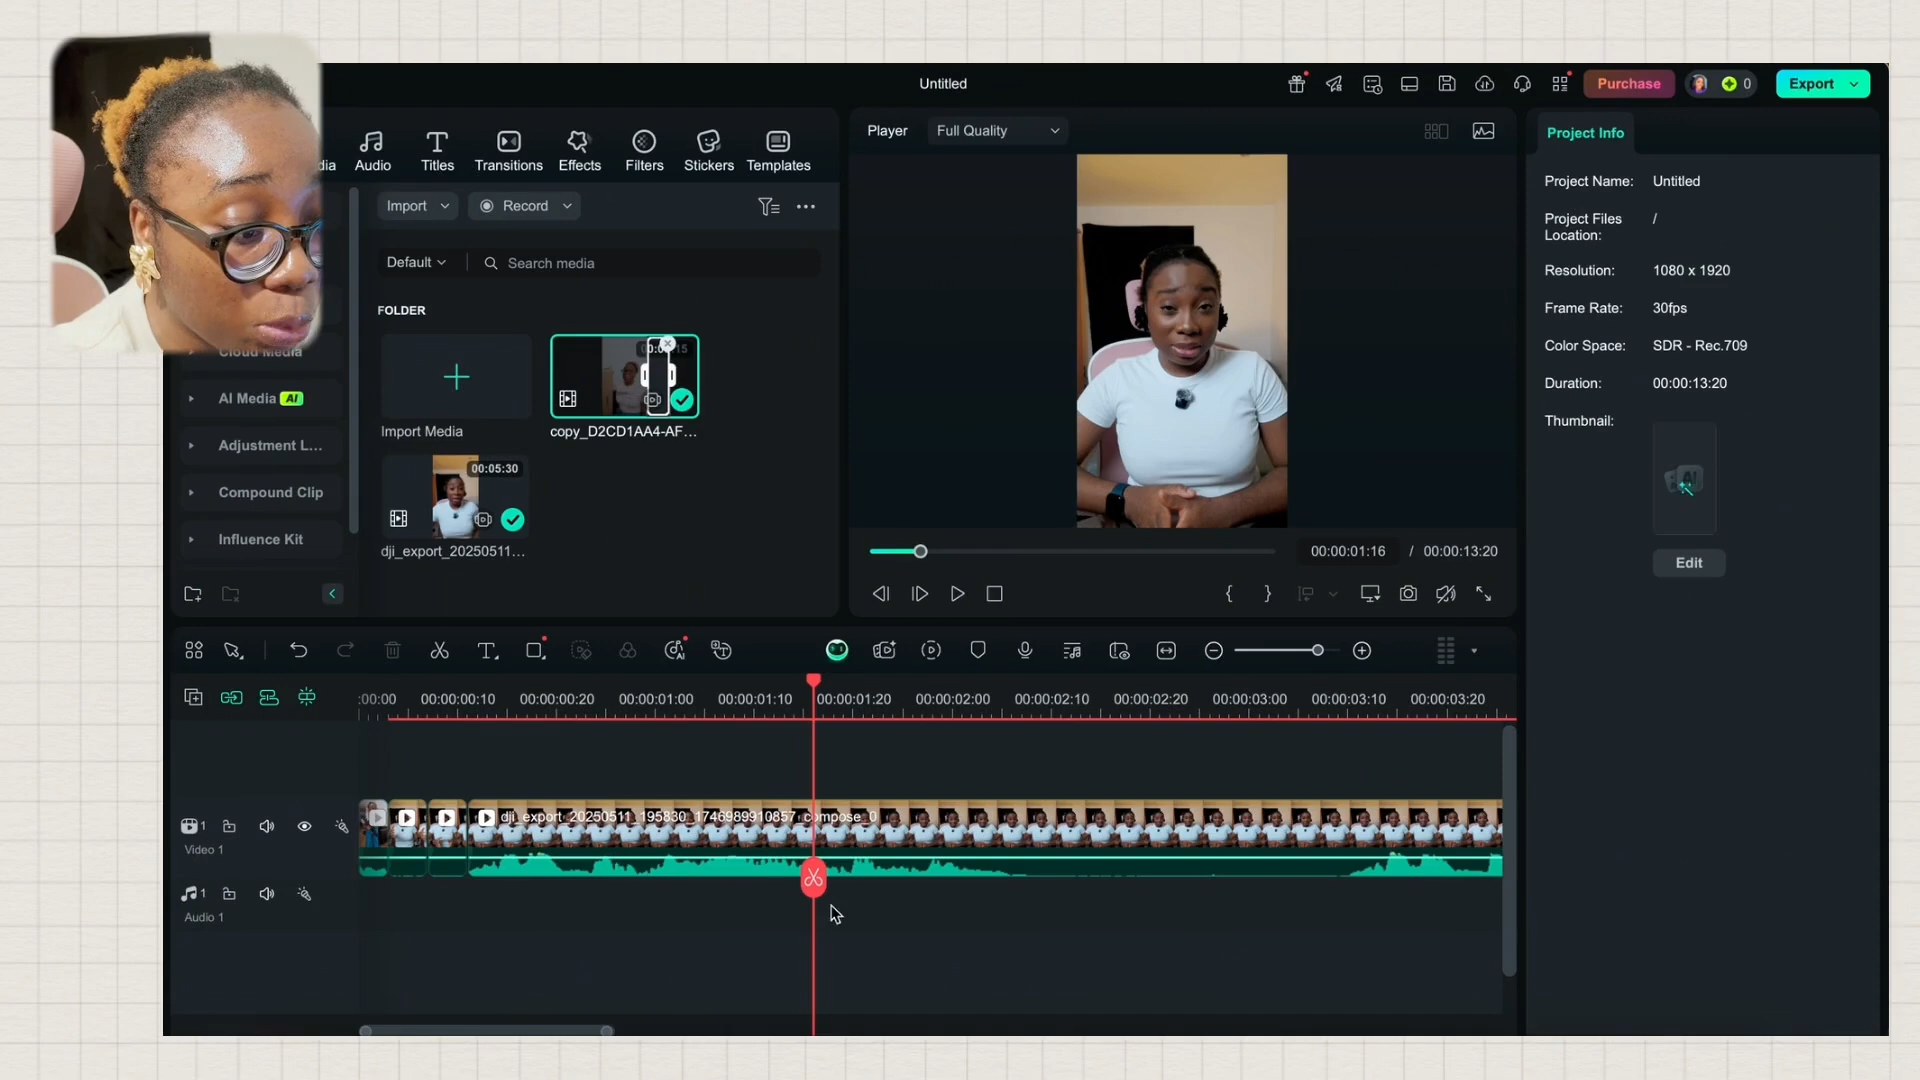 Untitled
Purchase
0
Export
dia
Audio
Titles
Transitions
Effects
Filters
Stickers
Templates
Player
Full Quality
Project Info
Import
Record
Default
Search media
FOLDER
Import Media
copy_D2CD1AA4-AF...
00:05:30
dji_export_20250511...
Cloud Media
AI Media AI
Adjustment L...
Compound Clip
Influence Kit
00:00:01:16 / 00:00:13:20
Project Name: Untitled
Project Files Location: /
Resolution: 1080 x 1920
Frame Rate: 30fps
Color Space: SDR - Rec.709
Duration: 00:00:13:20
Thumbnail:
AI
Edit
:00:00 00:00:00:10 00:00:00:20 00:00:01:00 00:00:01:10 00:00:01:20 00:00:02:00 00:00:02:10 00:00:02:20 00:00:03:00 00:00:03:10 00:00:03:20
dji_export_20250511_195830_1746989910857_compose_0
1
Video 1
1
Audio 1